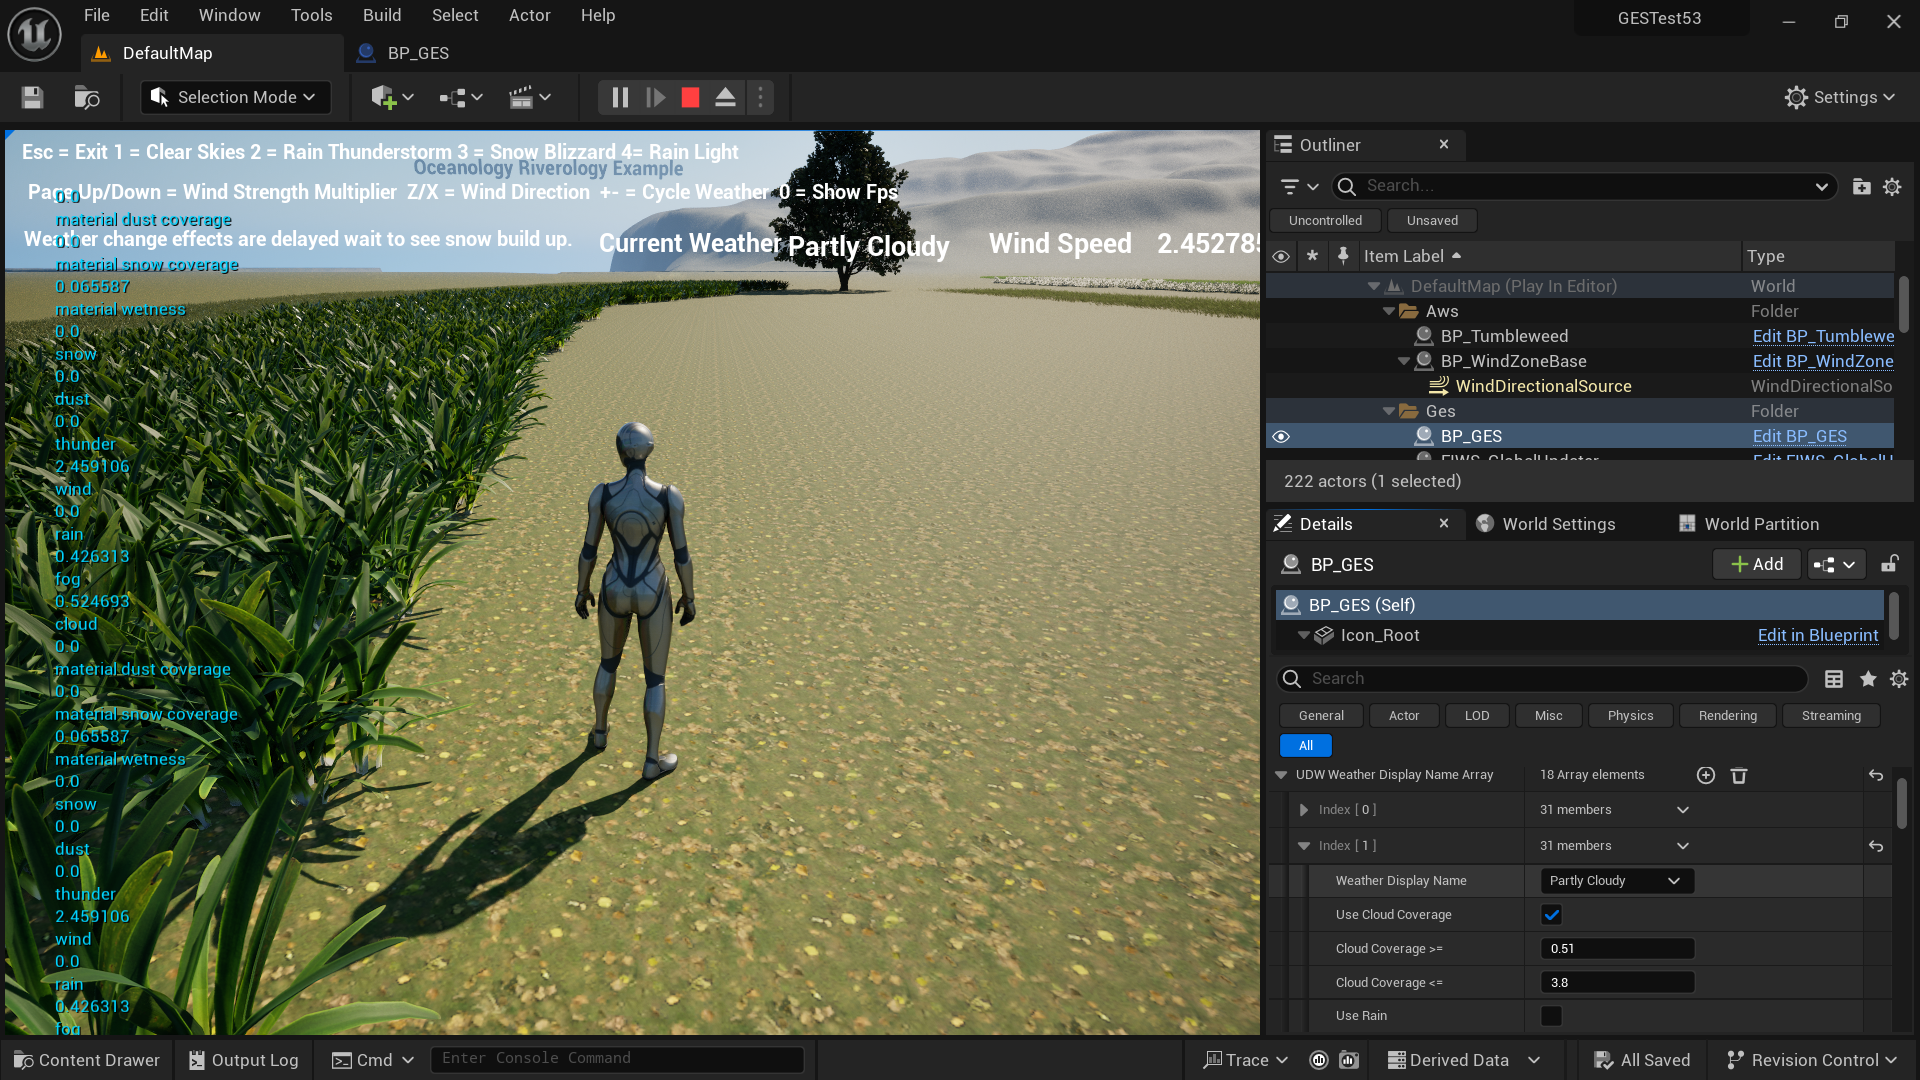 File Edit Window Tools Build Select Actor Help
GESTest53
DefaultMap
BP_GES
Selection Mode
Settings
Esc = Exit 1 = Clear Skies 2 = Rain Thunderstorm 3 = Snow Blizzard 4= Rain Light
Oceanology Riverology Example
Page Up/Down = Wind Strength Multiplier Z/X = Wind Direction +- = Cycle Weather 0 = Show Fps
0.0
material dust coverage
0.0
Weather change effects are delayed wait to see snow build up.
Current Weather Partly Cloudy
Wind Speed 2.452785
material snow coverage
0.065587
material wetness
0.0
snow
0.0
dust
0.0
thunder
2.459106
wind
0.0
rain
0.426313
fog
0.524693
cloud
0.0
material dust coverage
0.0
material snow coverage
0.065587
material wetness
0.0
snow
0.0
dust
0.0
thunder
2.459106
wind
0.0
rain
0.426313
fog
Outliner
Search...
Uncontrolled
Unsaved
Item Label
Type
DefaultMap (Play In Editor)
World
Aws
Folder
BP_Tumbleweed
Edit BP_Tumblewe
BP_WindZoneBase
Edit BP_WindZone
WindDirectionalSource
WindDirectionalSo
Ges
Folder
BP_GES
Edit BP_GES
222 actors (1 selected)
Details
World Settings
World Partition
BP_GES
Add
BP_GES (Self)
Icon_Root
Edit in Blueprint
Search
General
Actor
LOD
Misc
Physics
Rendering
Streaming
All
UDW Weather Display Name Array
18 Array elements
Index [ 0 ]
31 members
Index [ 1 ]
31 members
Weather Display Name
Partly Cloudy
Use Cloud Coverage
Cloud Coverage >=
0.51
Cloud Coverage <=
3.8
Use Rain
Content Drawer
Output Log
Cmd
Enter Console Command
Trace
Derived Data
All Saved
Revision Control